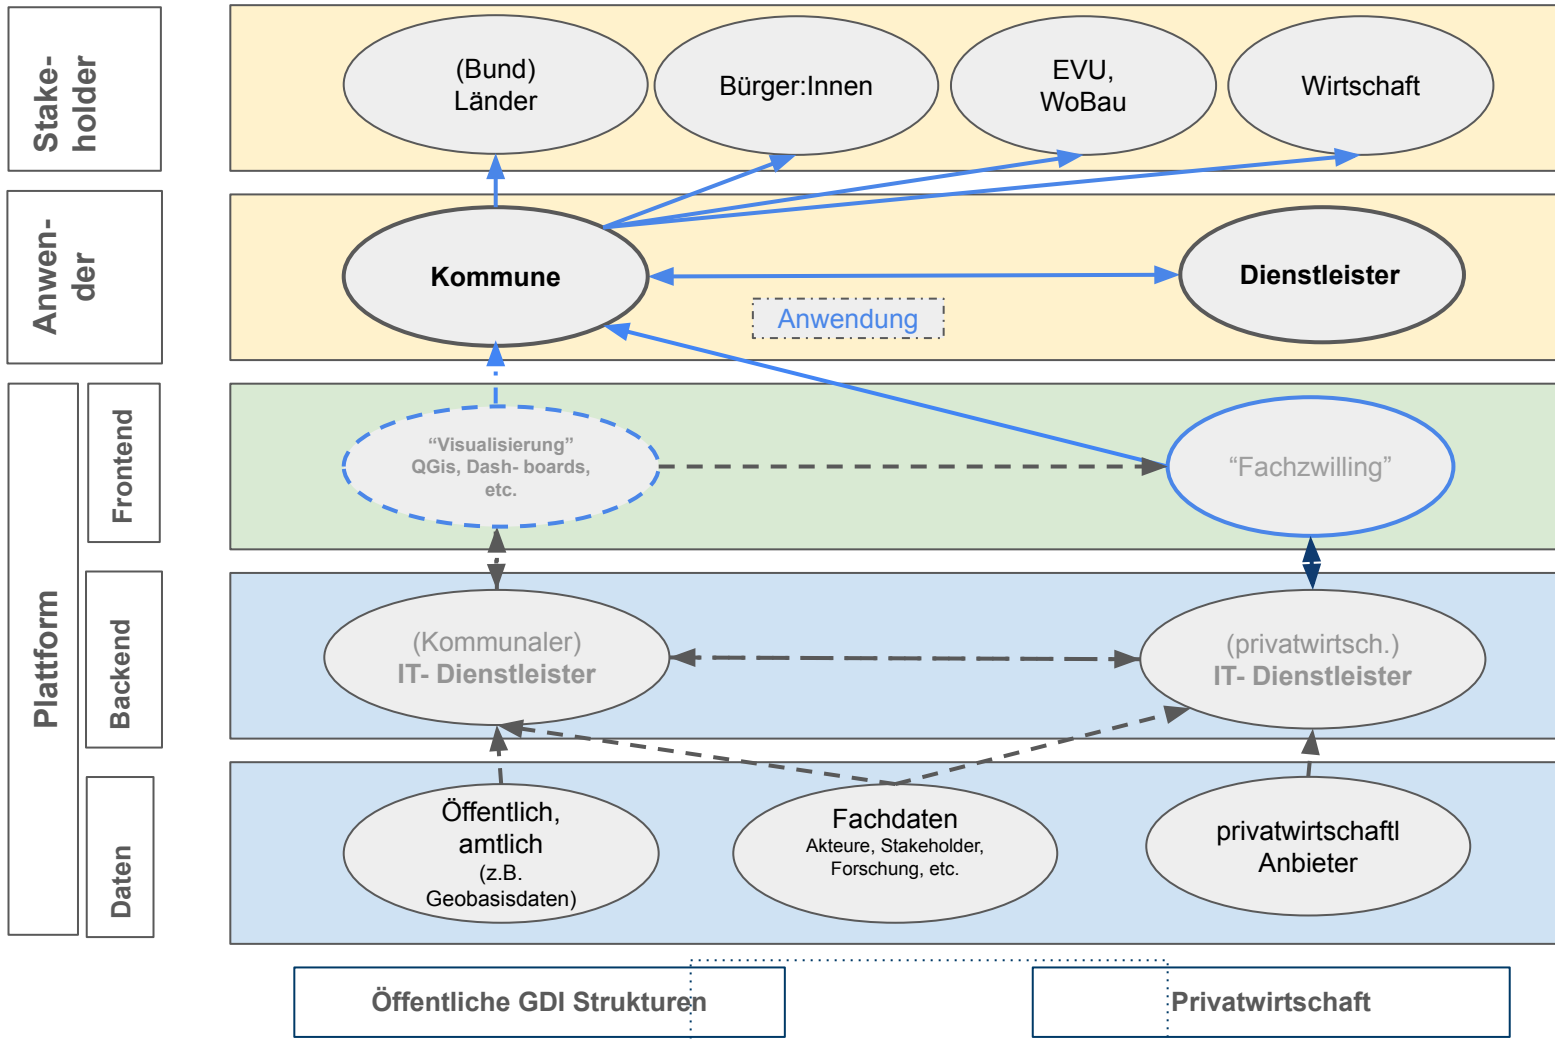 Stake-
holder
(Bund)
Länder
Bürger:Innen
EVU,
WoBau
Wirtschaft
Anwen-
der
Kommune
Dienstleister
Anwendung
Plattform
Frontend
“Visualisierung”
QGis, Dash- boards,
etc.
“Fachzwilling”
Backend
(Kommunaler)
IT- Dienstleister
(privatwirtsch.)
IT- Dienstleister
Daten
Öffentlich,
amtlich
(z.B.
Geobasisdaten)
Fachdaten
Akteure, Stakeholder,
Forschung, etc.
privatwirtschaftl
Anbieter
Öffentliche GDI Strukturen
Privatwirtschaft